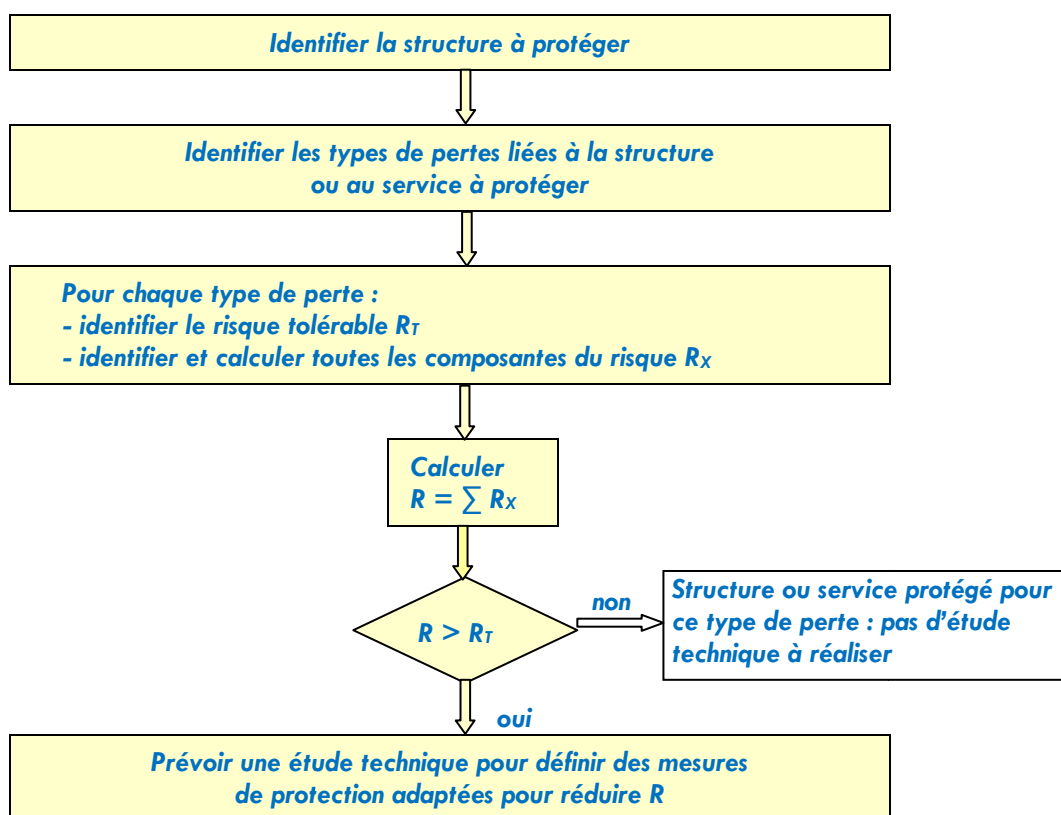 Identifier la structure à protéger
Identifier les types de pertes liées à la structure
ou au service à protéger
Pour chaque type de perte :
- identifier le risque tolérable RT
- identifier et calculer toutes les composantes du risque RX
Calculer
R = ∑ RX
R > RT
non
Structure ou service protégé pour
ce type de perte : pas d'étude
technique à réaliser
oui
Prévoir une étude technique pour définir des mesures
de protection adaptées pour réduire R